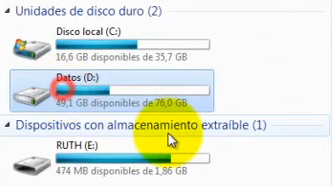 Unidades de disco duro (2)
Disco local (C:)
16,6 GB disponibles de 35,7 GB
Datos (D:)
49,1 GB disponibles de 76,0 GB
Dispositivos con almacenamiento extraíble (1)
RUTH (E:)
474 MB disponibles de 1,86 GB